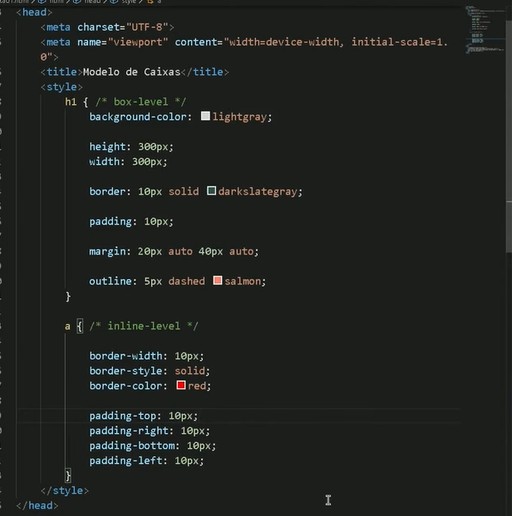 <head>
<meta charset="UTF-8">
<meta name="viewport" content="width=device-width, initial-scale=1.
0">
<title>Modelo de Caixas</title>
<style>
h1 { /* box-level */
background-color: lightgray;
height: 300px;
width: 300px;
border: 10px solid darkslategray;
padding: 10px;
margin: 20px auto 40px auto;
outline: 5px dashed salmon;
}
a { /* inline-level */
border-width: 10px;
border-style: solid;
border-color: red;
padding-top: 10px;
padding-right: 10px;
padding-bottom: 10px;
padding-left: 10px;
}
</style>
</head>